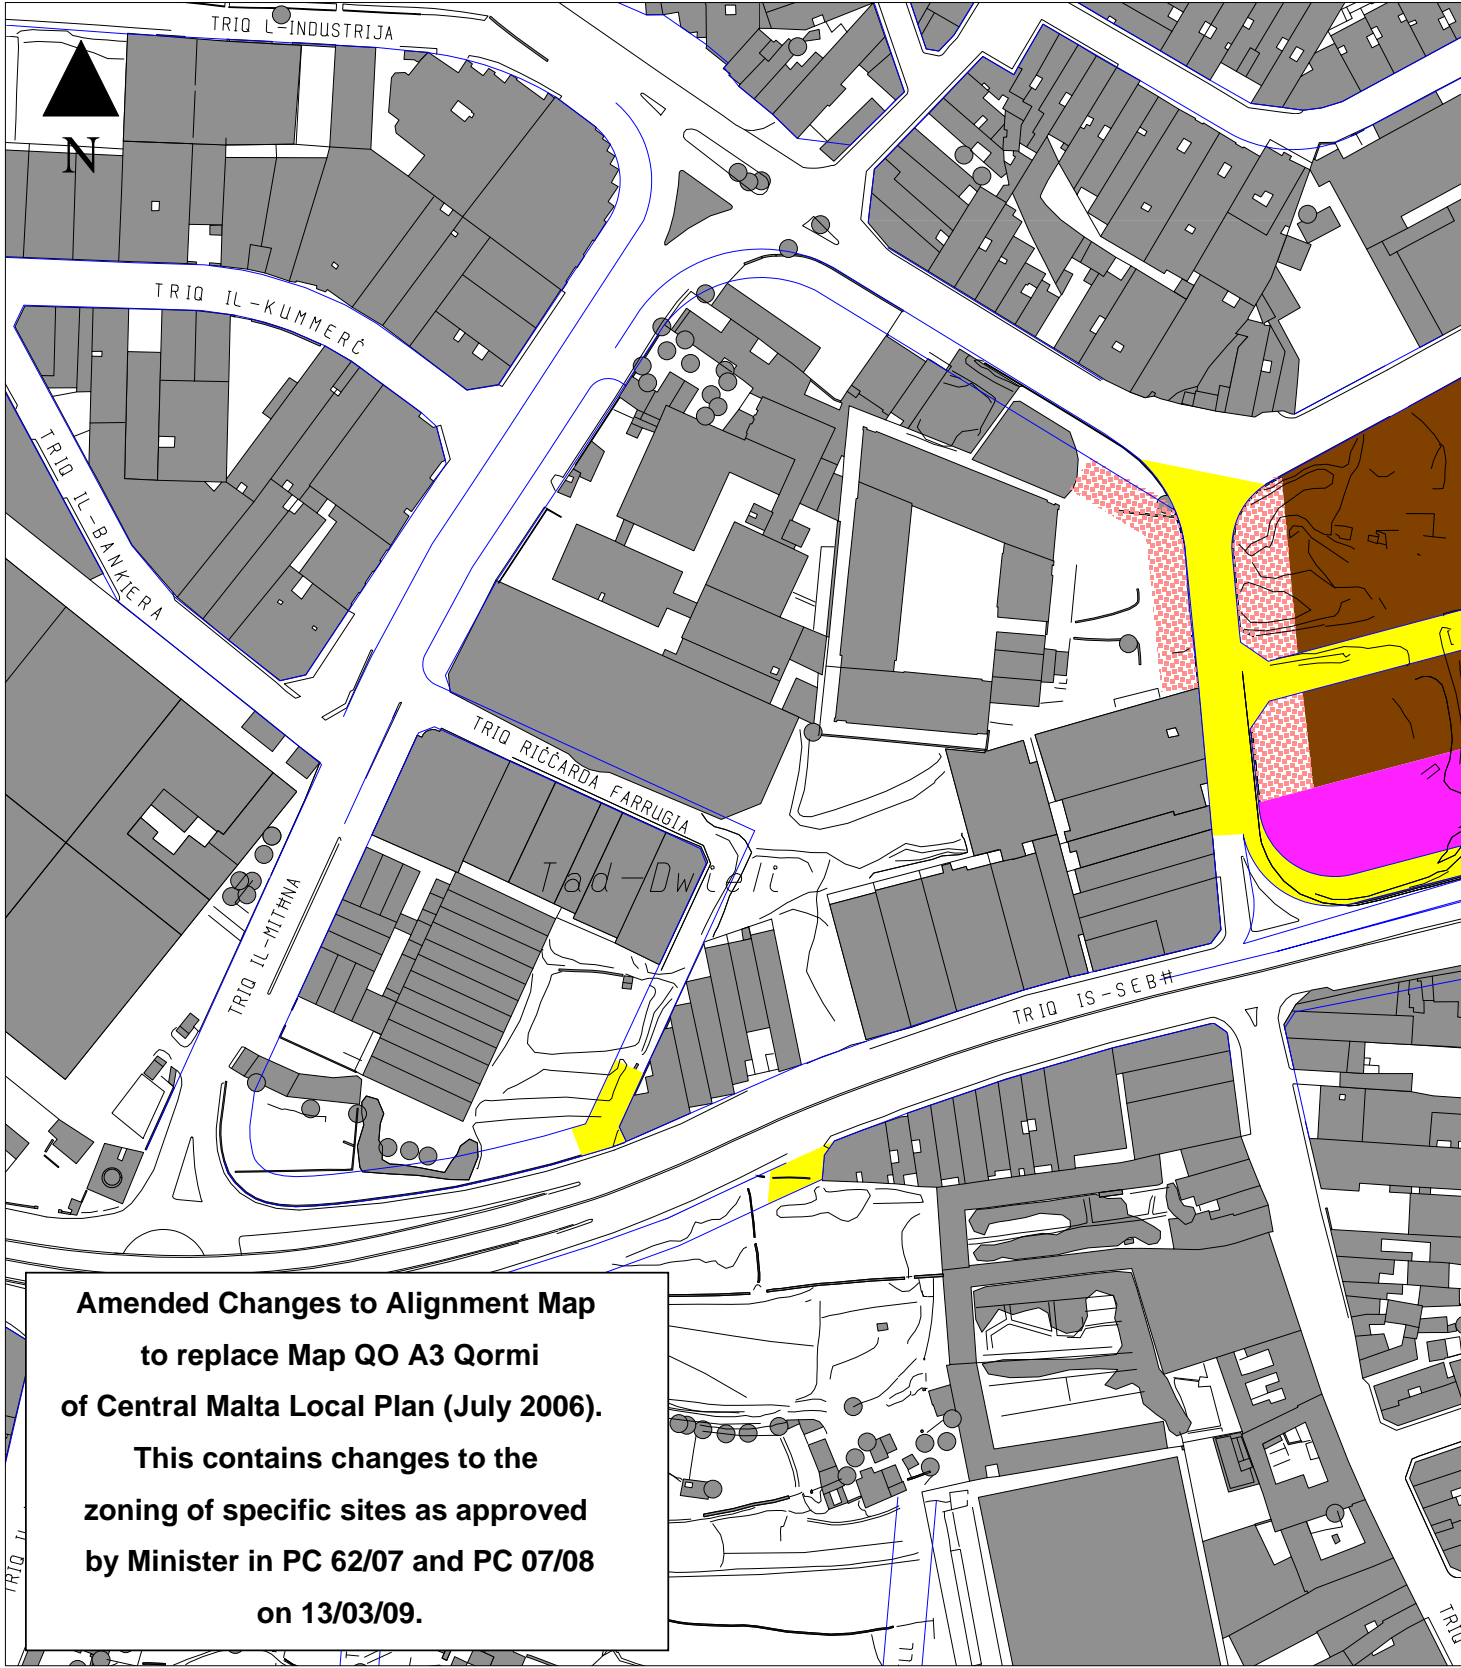 TRIQ L-INDUSTRIJA
N
TRIQ IL-KUMMERĊ
TRIQ IL-BANKIERA
TRIQ RIĊĊARDA FARRUGIA
Tad-Dwieli
TRIQ IL-MITĦNA
TRIQ IS-SEBĦ
Amended Changes to Alignment Map
to replace Map QO A3 Qormi
of Central Malta Local Plan (July 2006).
This contains changes to the
zoning of specific sites as approved
by Minister in PC 62/07 and PC 07/08
on 13/03/09.
TRIQ
TRIQ